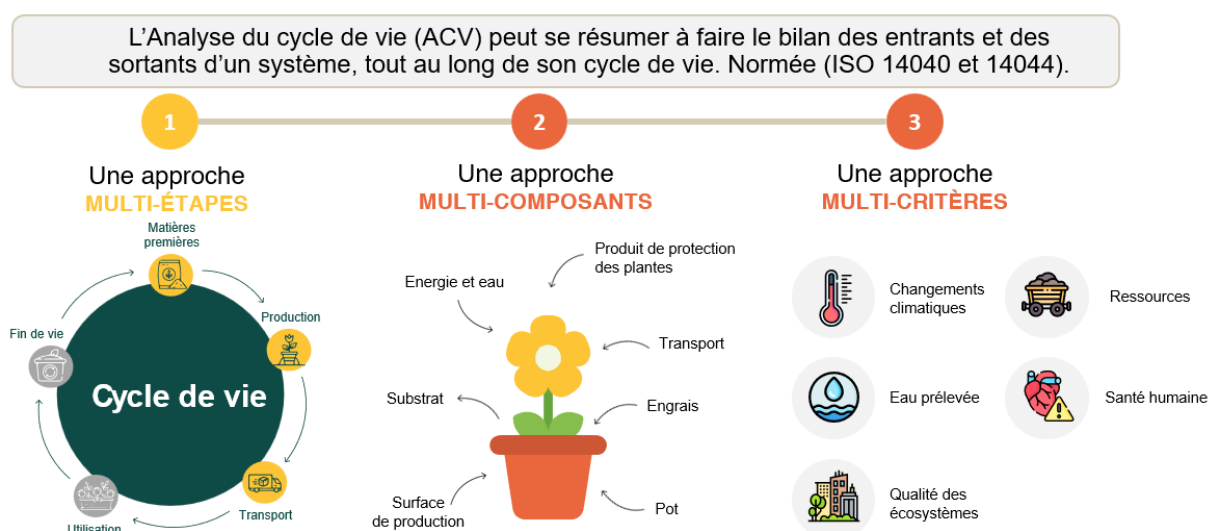 L'Analyse du cycle de vie (ACV) peut se résumer à faire le bilan des entrants et des
sortants d'un système, tout au long de son cycle de vie. Normée (ISO 14040 et 14044).
1
2
3
Une approche
MULTI-ÉTAPES
Matières
premières
Production
Transport
Utilisation
Fin de vie
Cycle de vie
Une approche
MULTI-COMPOSANTS
Produit de protection
des plantes
Energie et eau
Transport
Substrat
Engrais
Surface
de production
Pot
Une approche
MULTI-CRITÈRES
Changements
climatiques
Ressources
Eau prélevée
Santé humaine
Qualité des
écosystèmes